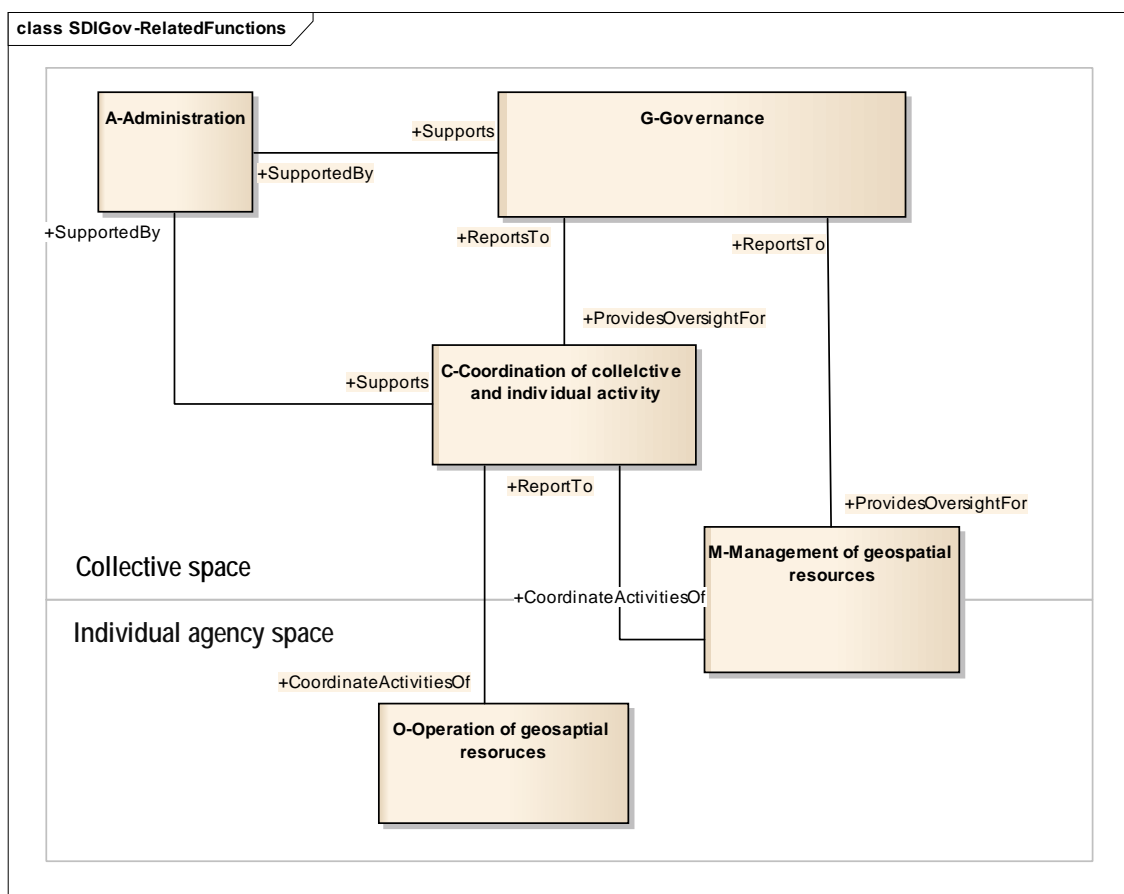 class SDIGov-RelatedFunctions
A-Administration
G-Governance
+Supports
+SupportedBy
+SupportedBy
+ReportsTo
+ReportsTo
+ProvidesOversightFor
C-Coordination of collelctive
and individual activity
+Supports
+ReportTo
+ProvidesOversightFor
M-Management of geospatial
resources
Collective space
+CoordinateActivitiesOf
Individual agency space
+CoordinateActivitiesOf
O-Operation of geosaptial
resoruces